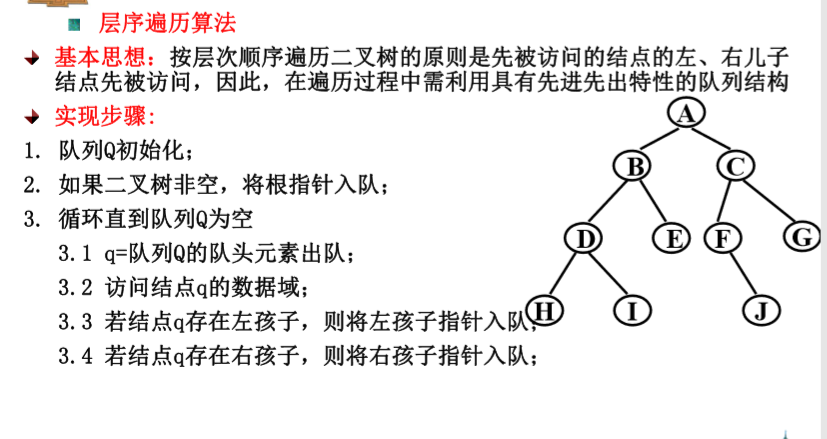 层序遍历算法
基本思想：按层次顺序遍历二叉树的原则是先被访问的结点的左、右儿子
结点先被访问，因此，在遍历过程中需利用具有先进先出特性的队列结构
实现步骤:
1. 队列Q初始化；
2. 如果二叉树非空，将根指针入队；
3. 循环直到队列Q为空
3.1 q=队列Q的队头元素出队；
3.2 访问结点q的数据域；
3.3 若结点q存在左孩子，则将左孩子指针入队；
3.4 若结点q存在右孩子，则将右孩子指针入队；
A
B C
D E F G
H I J